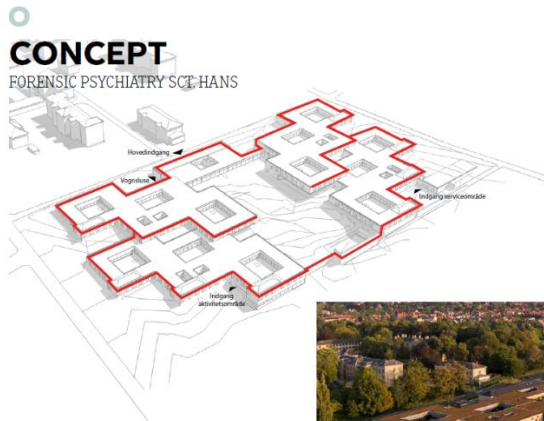 CONCEPT
FORENSIC PSYCHIATRY SCT. HANS
Hovedindgang
Vognsluse
Indgang serviceområde
Indgang
aktivitetsområde